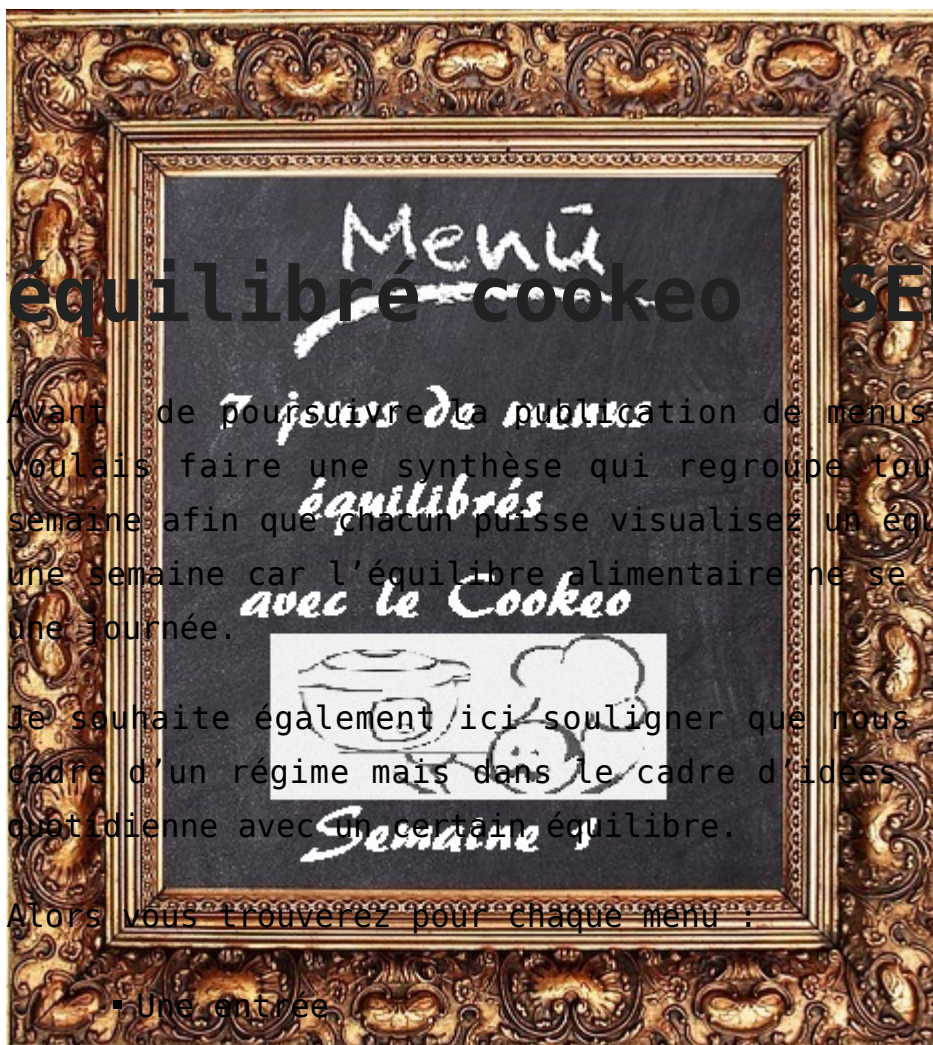 Menu
équilibré cookeo SE
7 jours de menus
Avant de poursuivre la publication de menus
voulais faire une synthèse qui regroupe tou
équilibrés
semaine afin que chacun puisse visualisez un équ
une semaine car l’équilibre alimentaire ne se
avec le Cookeo
une journée.
Je souhaite également ici souligner que nous
cadre d’un régime mais dans le cadre d’idées
quotidienne avec un certain équilibre.
Semaine 1
Alors vous trouverez pour chaque menu :
▪ Une entrée